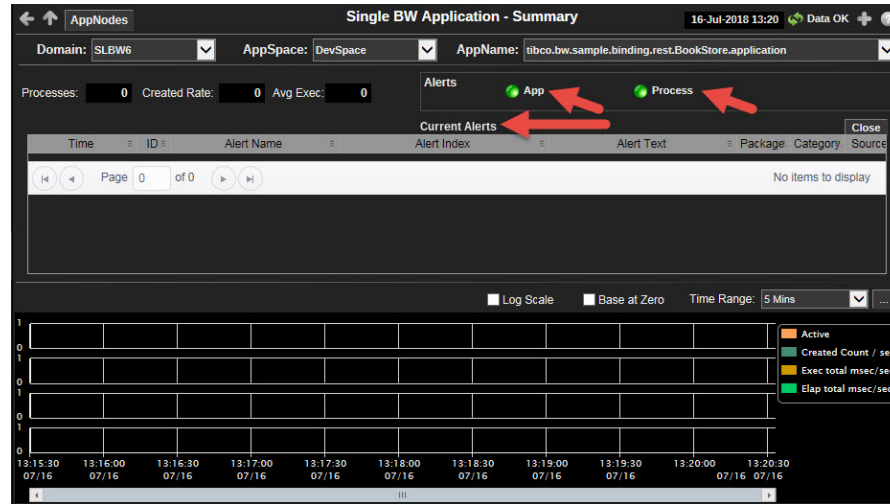 AppNodes Single BW Application - Summary 16-Jul-2018 13:20 Data OK
Domain: SLBW6 AppSpace: DevSpace AppName: tibco.bw.sample.binding.rest.BookStore.application
Processes: 0 Created Rate: 0 Avg Exec: 0
Alerts
App Process
Current Alerts Close
Time ID Alert Name Alert Index Alert Text Package Category Source
Page 0 of 0 No items to display
Log Scale Base at Zero Time Range: 5 Mins ...
1
0
1
0
1
0
1
0
Active
Created Count / se
Exec total msec/sec
Elap total msec/sec
13:15:30 13:16:00 13:16:30 13:17:00 13:17:30 13:18:00 13:18:30 13:19:00 13:19:30 13:20:00 13:20:30
07/16 07/16 07/16 07/16 07/16 07/16 07/16 07/16 07/16 07/16 07/16